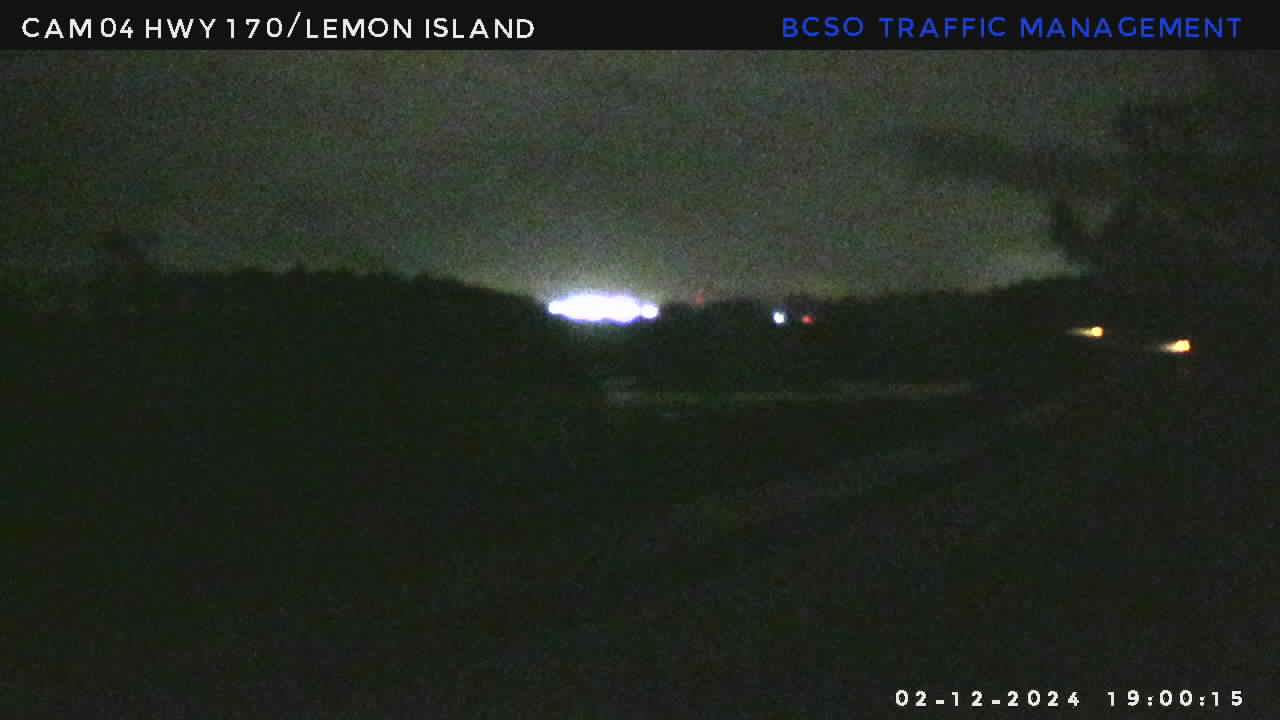 CAM04 HWY 170/LEMON ISLAND
BCSO TRAFFIC MANAGEMENT
02-12-2024 19:00:15